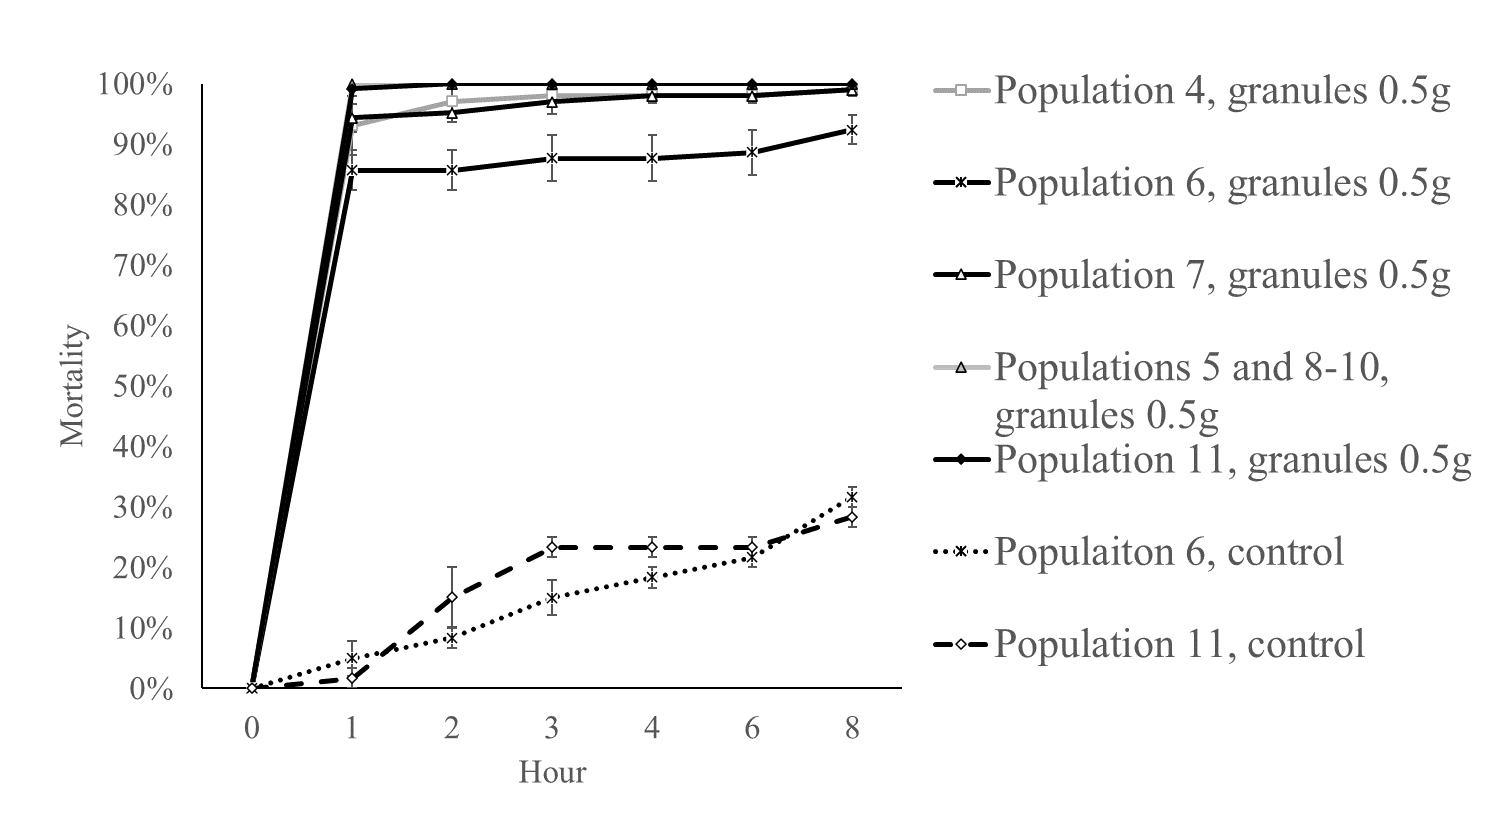 100%
90%
80%
70%
60%
50%
40%
30%
20%
10%
0%
Mortality
0 1 2 3 4 6 8
Hour
Population 4, granules 0.5g
Population 6, granules 0.5g
Population 7, granules 0.5g
Populations 5 and 8-10,
granules 0.5g
Population 11, granules 0.5g
Populaiton 6, control
Population 11, control